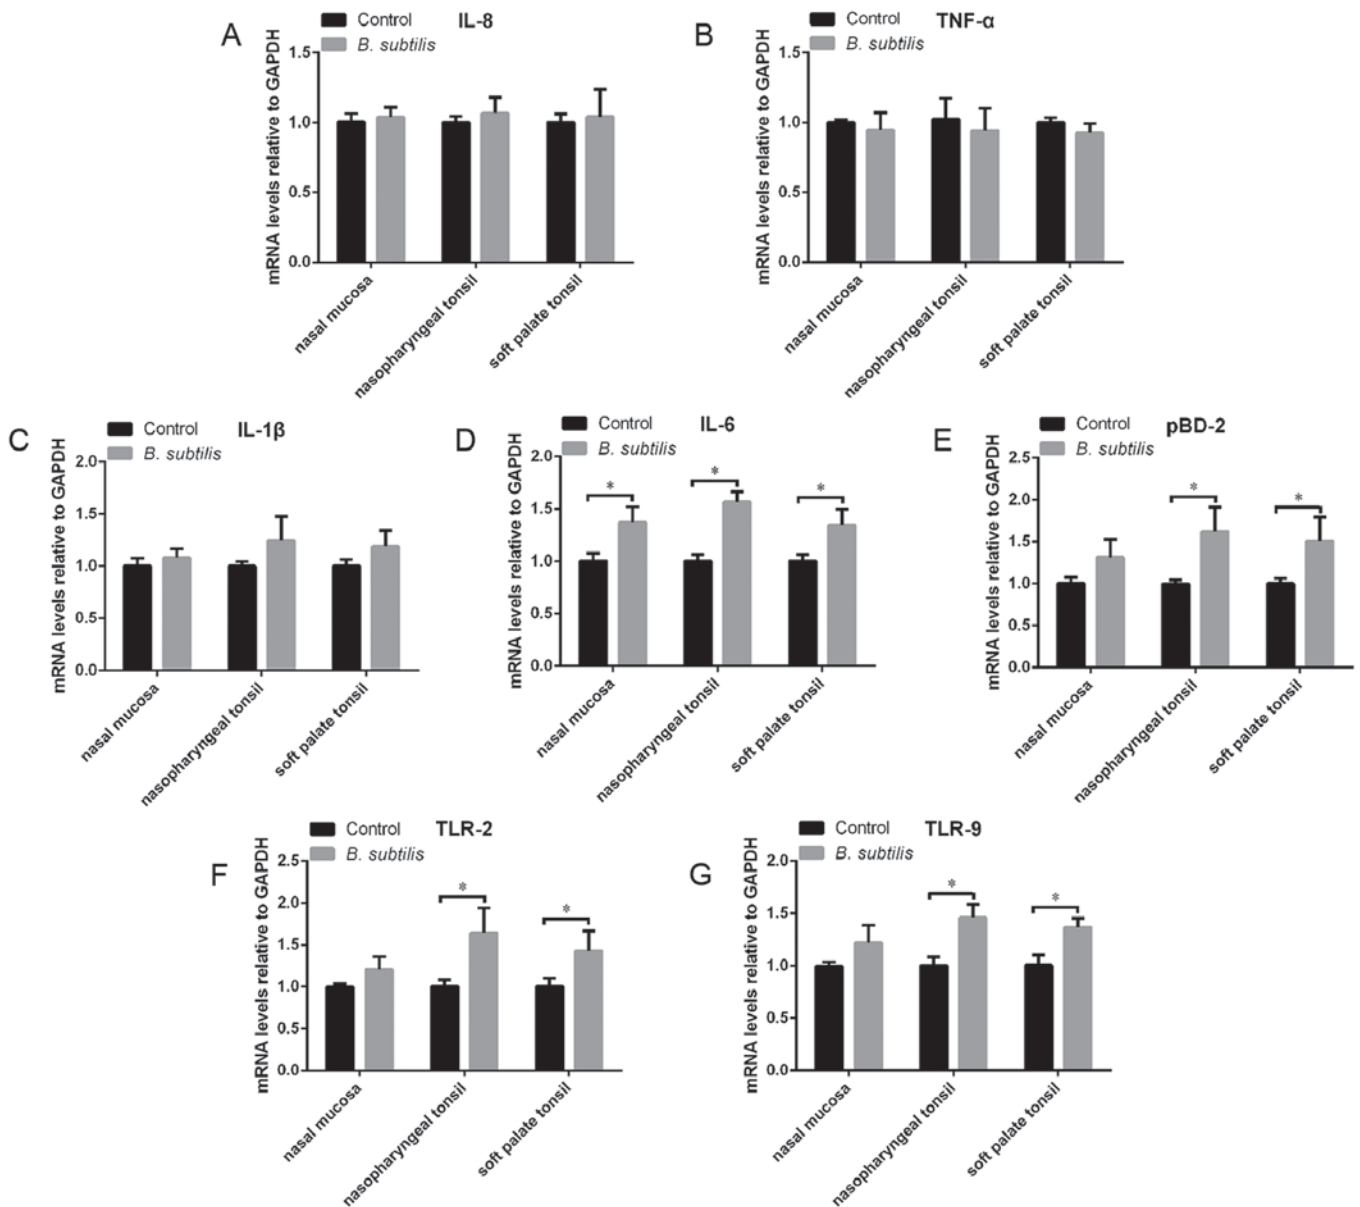 A
Control
IL-8
B. subtilis
mRNA levels relative to GAPDH
1.5
1.0
0.5
0.0
nasal mucosa
nasopharyngeal tonsil
soft palate tonsil
B
Control
TNF-α
B. subtilis
mRNA levels relative to GAPDH
1.5
1.0
0.5
0.0
nasal mucosa
nasopharyngeal tonsil
soft palate tonsil
C
Control
IL-1β
B. subtilis
mRNA levels relative to GAPDH
2.0
1.5
1.0
0.5
0.0
nasal mucosa
nasopharyngeal tonsil
soft palate tonsil
D
Control
IL-6
B. subtilis
mRNA levels relative to GAPDH
2.0
1.5
1.0
0.5
0.0
*
*
*
nasal mucosa
nasopharyngeal tonsil
soft palate tonsil
E
Control
pBD-2
B. subtilis
mRNA levels relative to GAPDH
2.5
2.0
1.5
1.0
0.5
0.0
*
*
nasal mucosa
nasopharyngeal tonsil
soft palate tonsil
F
Control
TLR-2
B. subtilis
mRNA levels relative to GAPDH
2.5
2.0
1.5
1.0
0.5
0.0
*
*
nasal mucosa
nasopharyngeal tonsil
soft palate tonsil
G
Control
TLR-9
B. subtilis
mRNA levels relative to GAPDH
2.0
1.5
1.0
0.5
0.0
*
*
nasal mucosa
nasopharyngeal tonsil
soft palate tonsil